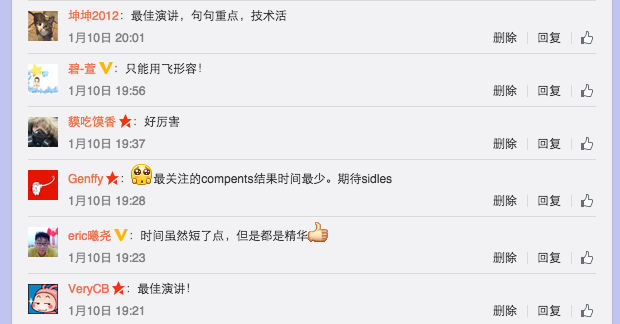 坤坤2012：最佳演讲，句句重点，技术活
1月10日 20:01 删除 回复
碧-萱：只能用飞形容！
1月10日 19:56 删除 回复
貘吃馍香：好厉害
1月10日 19:37 删除 回复
Genffy：最关注的compents结果时间最少。期待sidles
1月10日 19:28 删除 回复
eric曦尧：时间虽然短了点，但是都是精华
1月10日 19:23 删除 回复
VeryCB：最佳演讲！
1月10日 19:21 删除 回复